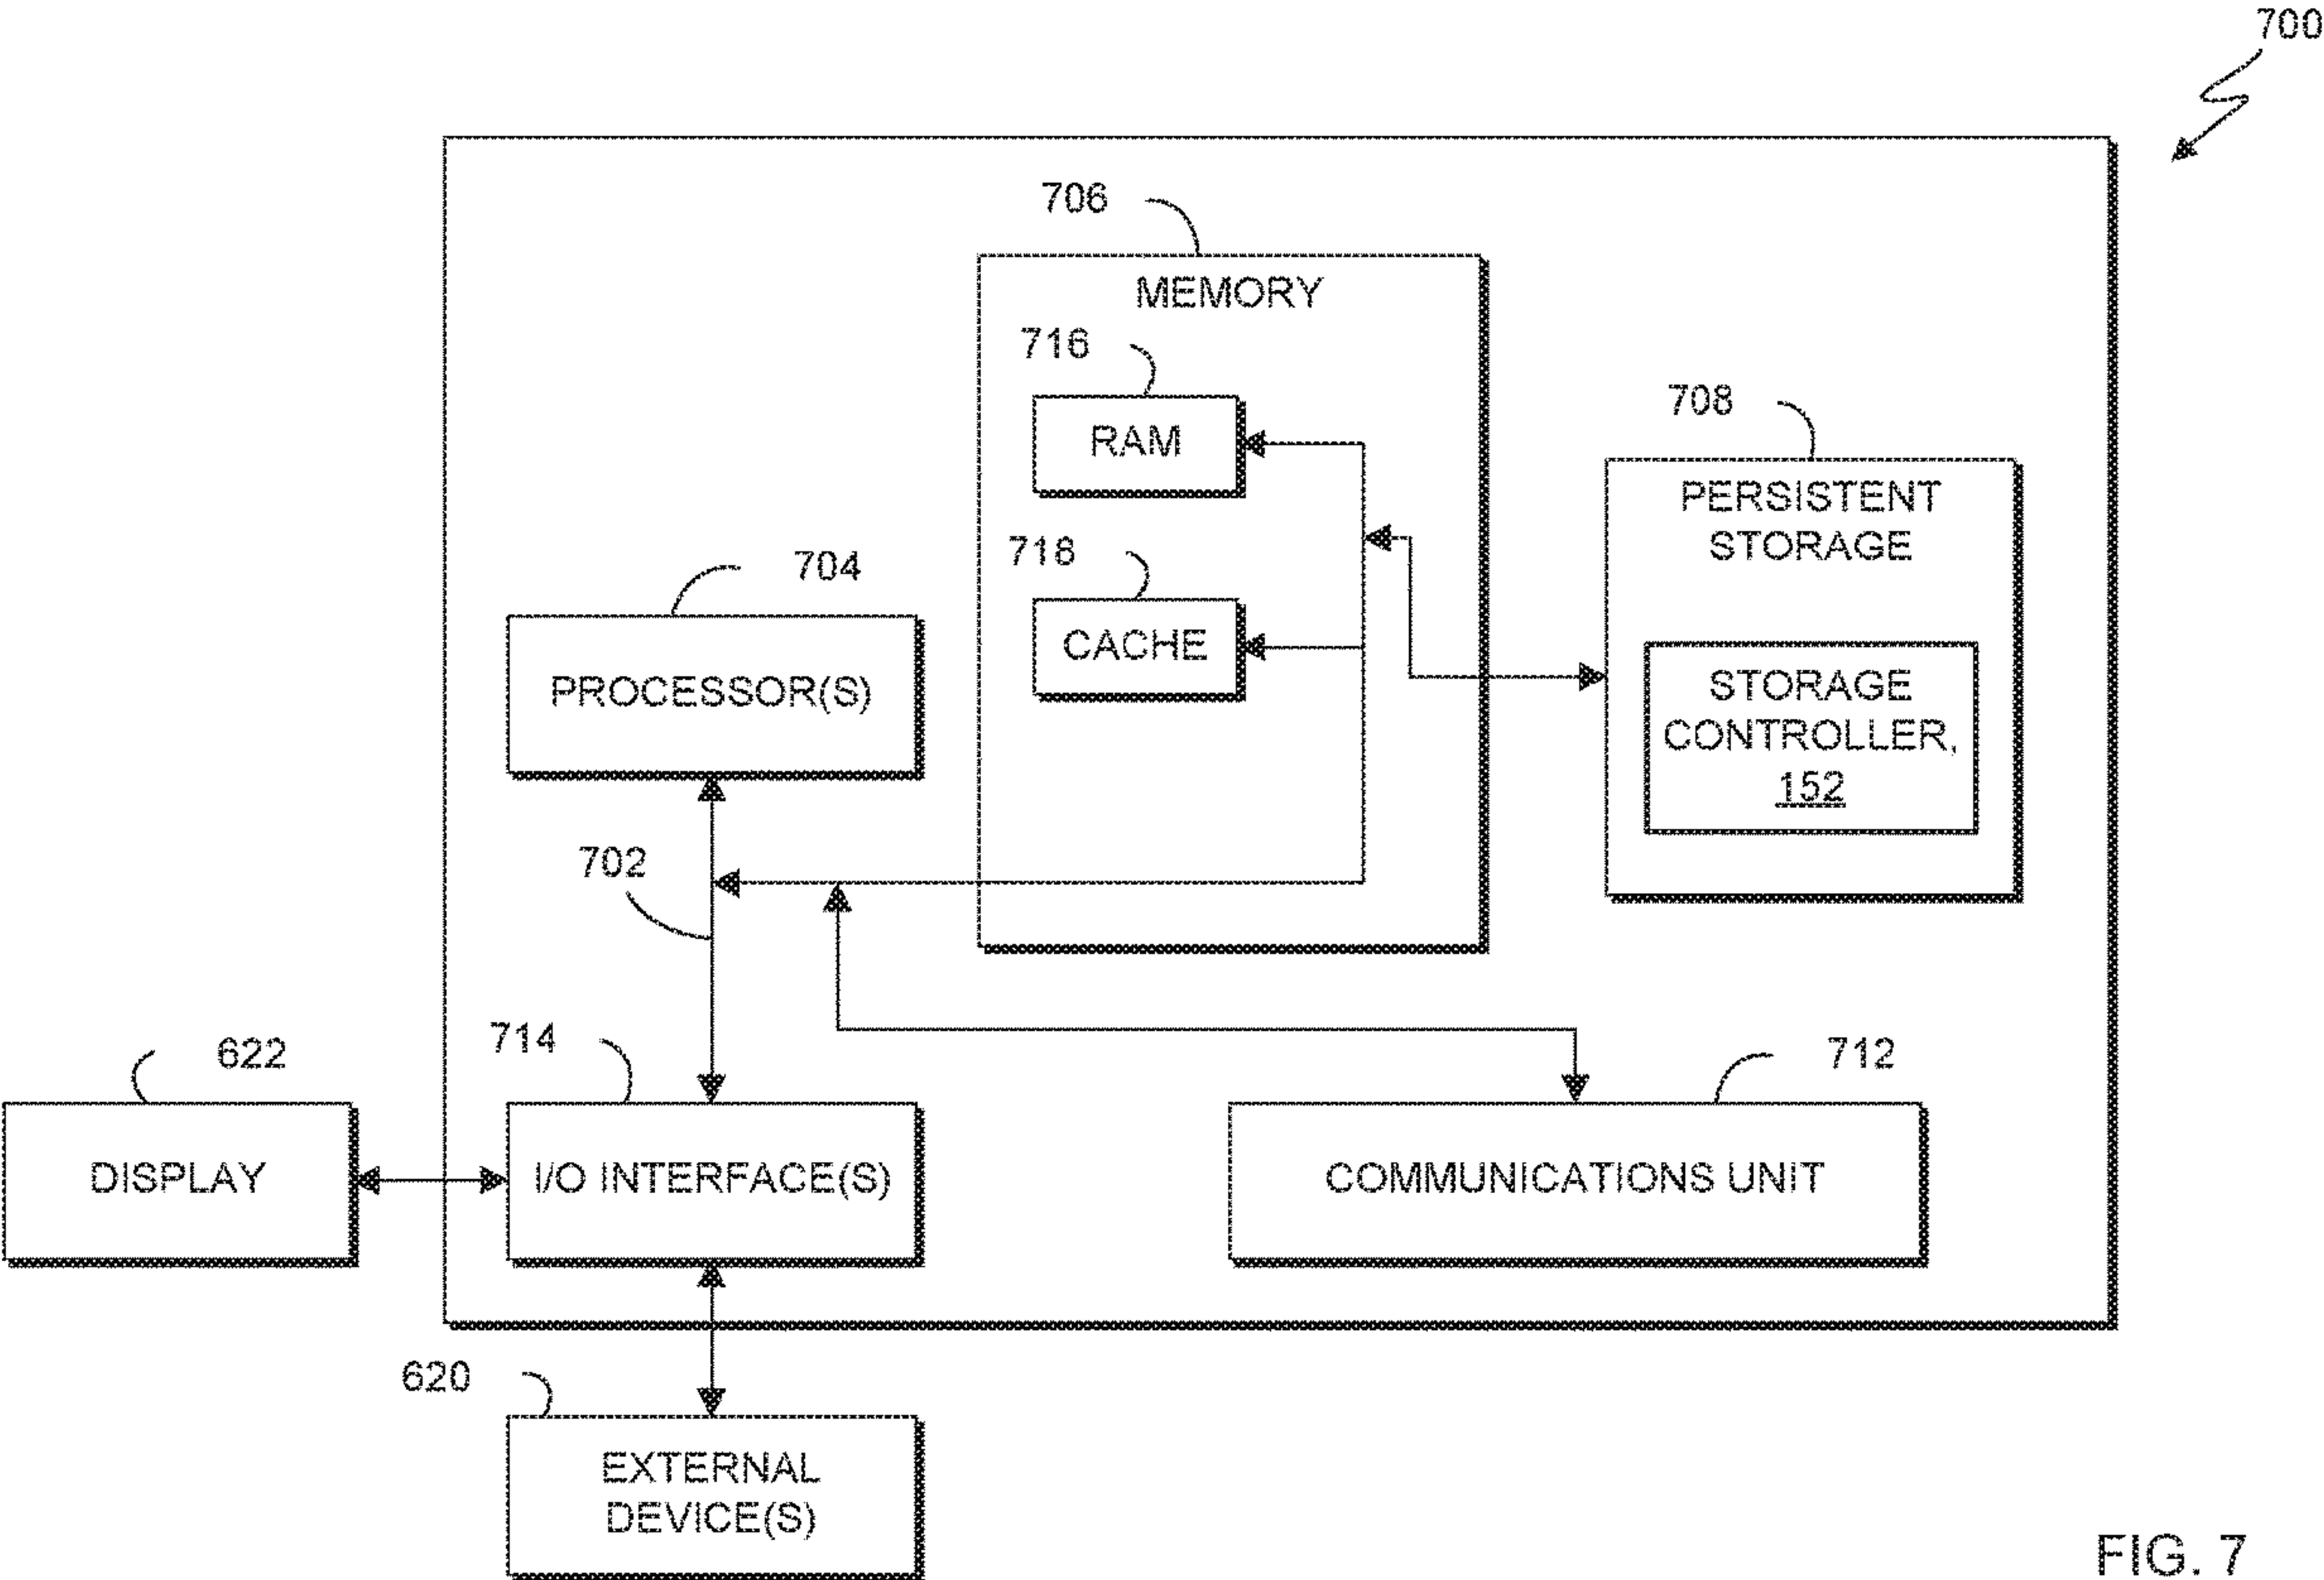 700
706
MEMORY
716
RAM
708
PERSISTENT
STORAGE
718
CACHE
704
PROCESSOR(S)
STORAGE
CONTROLLER,
152
702
714
622
712
DISPLAY
I/O INTERFACE(S)
COMMUNICATIONS UNIT
620
EXTERNAL
DEVICE(S)
FIG. 7